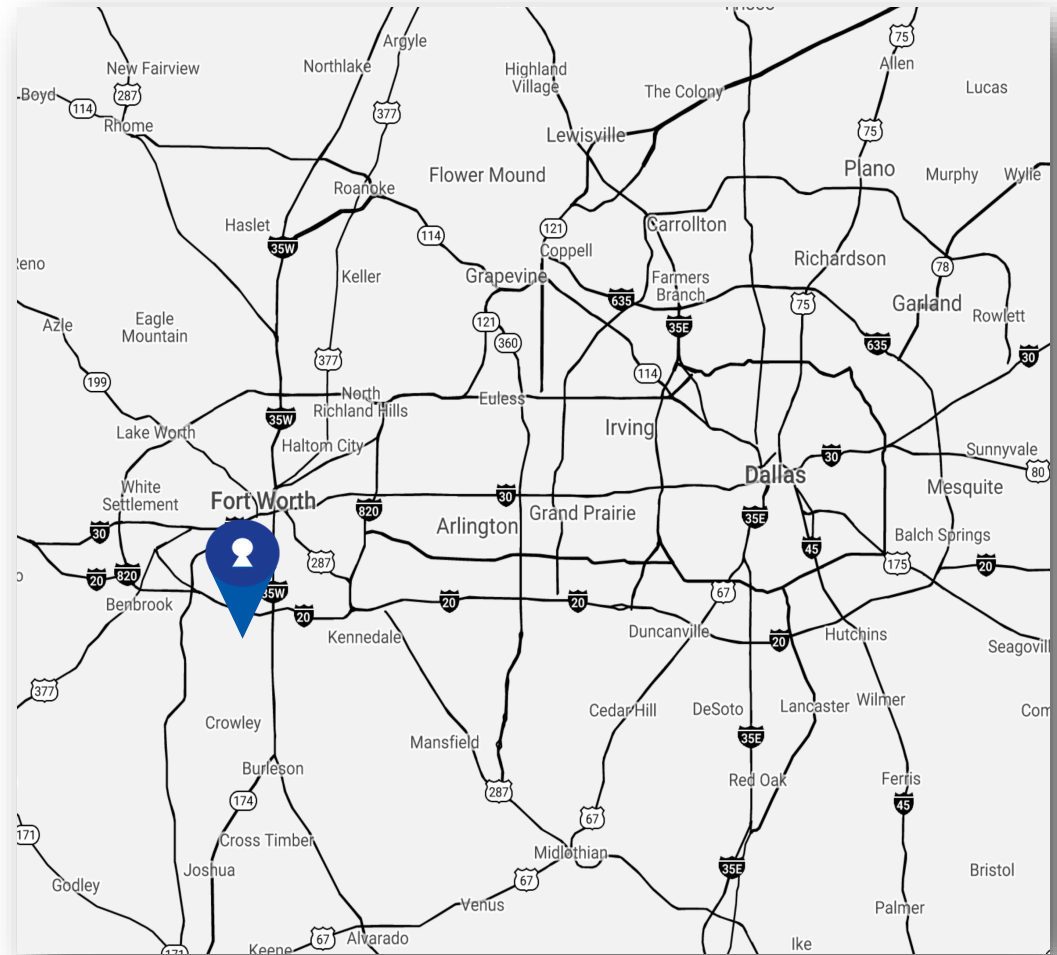 Argyle
75
New Fairview
Northlake
Highland
Village
Allen
Boyd
114
287
377
The Colony
Lucas
Rhome
Lewisville
75
Roanoke
Flower Mound
Plano
Murphy
Wylie
Haslet
35W
114
121
Carrollton
Coppell
Richardson
78
Keller
Grapevine
635
Farmers
Branch
75
Garland
Rowlett
Azle
Eagle
Mountain
121
360
35E
635
30
377
114
199
North
Richland Hills
Euless
35W
Lake Worth
Haltom City
Irving
30
Sunnyvale
80
White
Settlement
Fort Worth
820
30
Dallas
Mesquite
Arlington
Grand Prairie
35E
30
287
45
Balch Springs
175
20
20
820
35W
67
Benbrook
20
20
20
Kennedale
Duncanville
20
Hutchins
377
Crowley
Cedar Hill
DeSoto
Lancaster
Wilmer
Mansfield
35E
Burleson
Red Oak
Ferris
174
287
67
45
171
Cross Timber
Midlothian
35E
Joshua
Godley
67
Bristol
Venus
Palmer
Keene
67
Alvarado
Ike
171